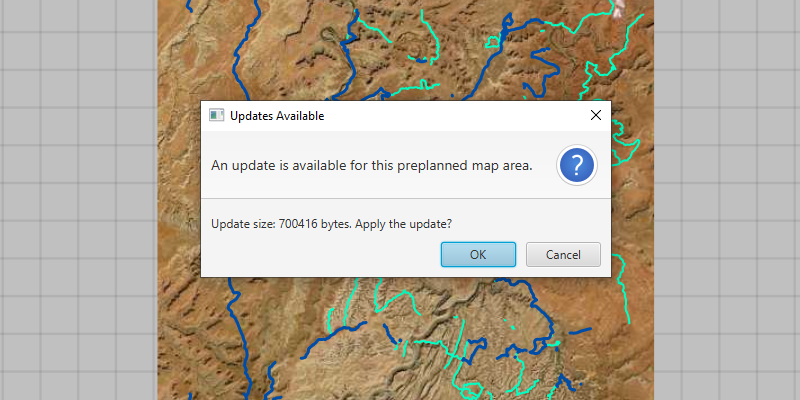 Updates Available
An update is available for this preplanned map area.
?
Update size: 700416 bytes. Apply the update?
OK
Cancel